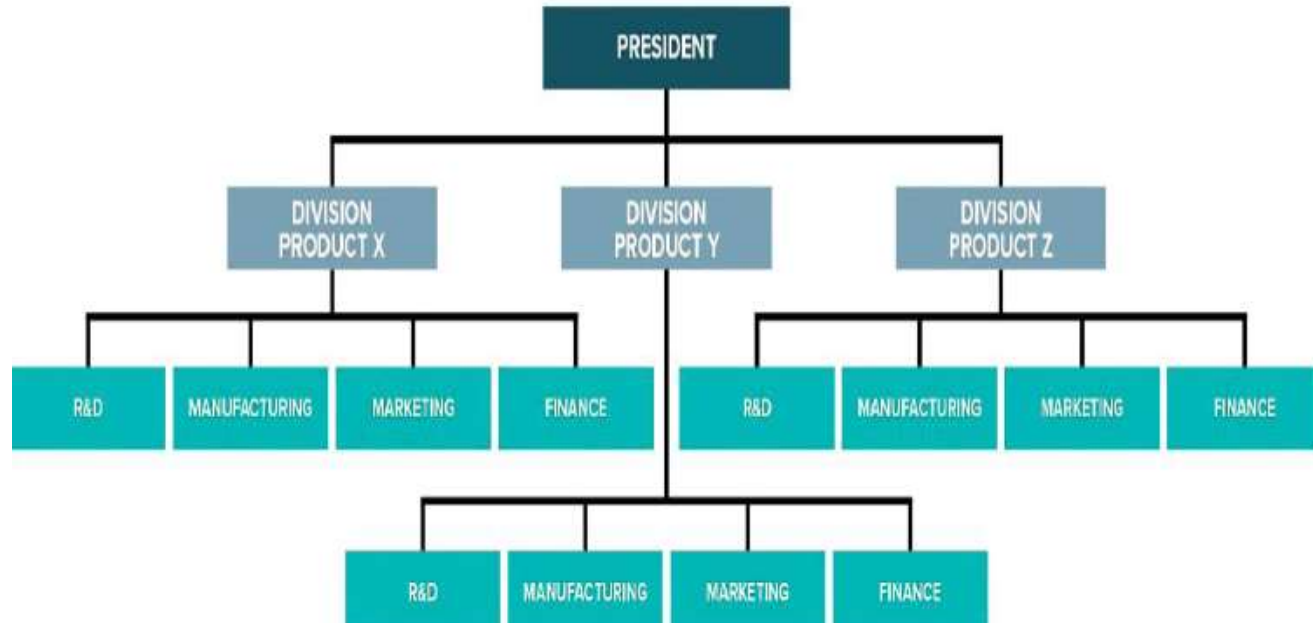 PRESIDENT
DIVISION
PRODUCT X
DIVISION
PRODUCT Y
DIVISION
PRODUCT Z
R&D
MANUFACTURING
MARKETING
FINANCE
R&D
MANUFACTURING
MARKETING
FINANCE
R&D
MANUFACTURING
MARKETING
FINANCE